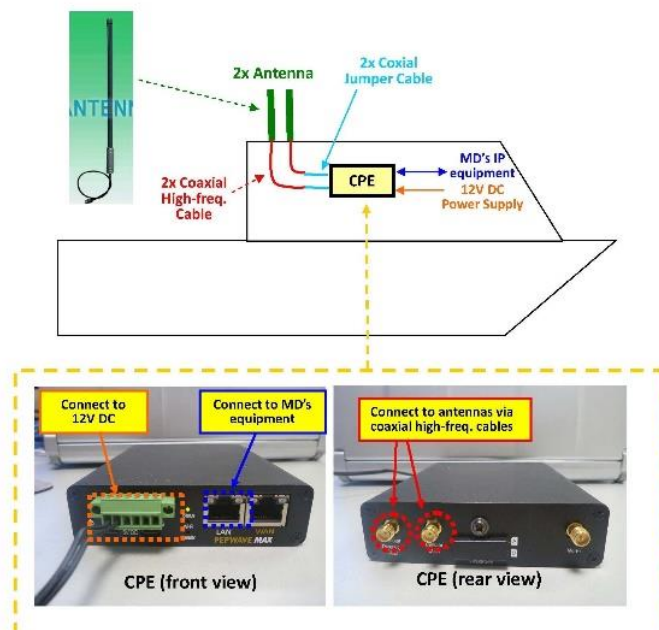 ANTENN
2x Antenna
2x Coxial
Jumper Cable
2x Coaxial
High-freq.
Cable
CPE
MD's IP
equipment
12V DC
Power Supply
Connect to
12V DC
Connect to MD's
equipment
LAN
WAN
PEPWAVE MAX
CPE (front view)
Connect to antennas via
coaxial high-freq. cables
Wi-Fi
CPE (rear view)